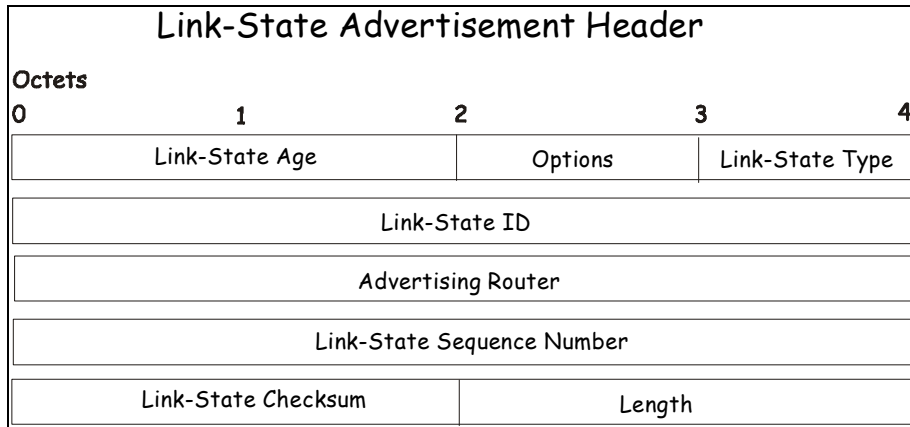 Link-State Advertisement Header
Octets
0 1 2 3 4
Link-State Age Options Link-State Type
Link-State ID
Advertising Router
Link-State Sequence Number
Link-State Checksum Length